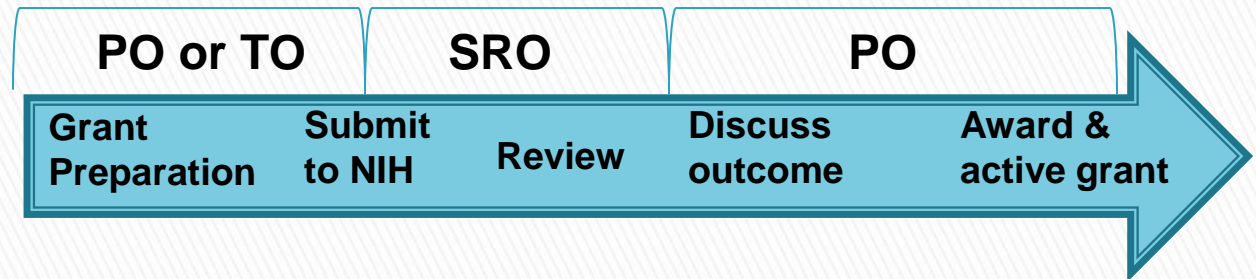 PO or TO
SRO
PO
Grant
Preparation
Submit
to NIH
Review
Discuss
outcome
Award &
active grant